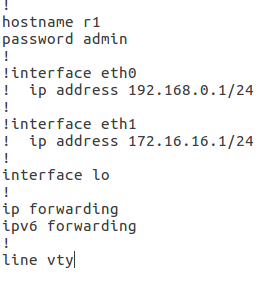 !
hostname r1
password admin
!
!interface eth0
!  ip address 192.168.0.1/24
!
!interface eth1
!  ip address 172.16.16.1/24
!
interface lo
!
ip forwarding
ipv6 forwarding
!
line vty